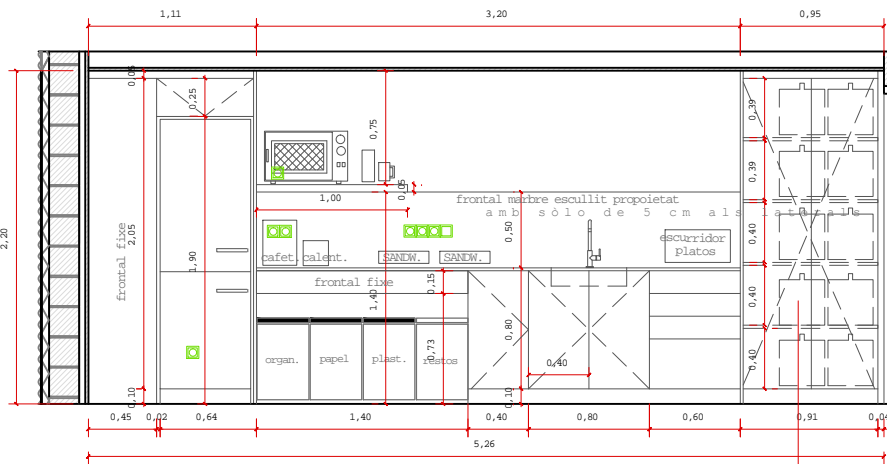 1,11
3,20
0,95
0,05
0,25
0,75
0,39
0,39
0,05
1,00
frontal marbre escullit propoietat
amb sòlo de 5 cm als laterals
2,20
frontal fixe
2,05
1,90
0,50
0,40
escurridor
platos
cafet.
calent.
SANDW.
SANDW.
frontal fixe
1,40
0,15
0,80
0,40
0,73
organ.
papel
plast.
restos
0,40
0,40
0,10
0,10
0,45
0,02
0,64
1,40
0,40
0,80
0,60
0,91
0,04
5,26